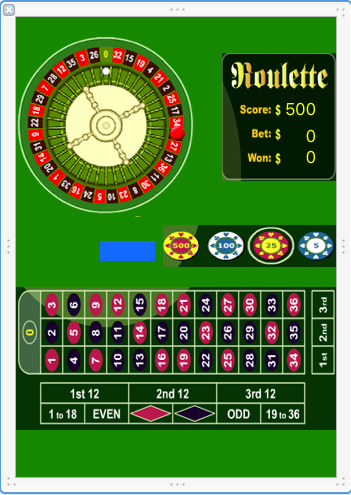 Roulette
Score: $ 500
Bet: $ 0
Won: $ 0
500 100 25 5
3 6 9 12 15 18 21 24 27 30 33 36 3rd
0 2 5 8 11 14 17 20 23 26 29 32 35 2nd
1 4 7 10 13 16 19 22 25 28 31 34 1st
1st 12 2nd 12 3rd 12
1 to 18 EVEN ODD 19 to 36